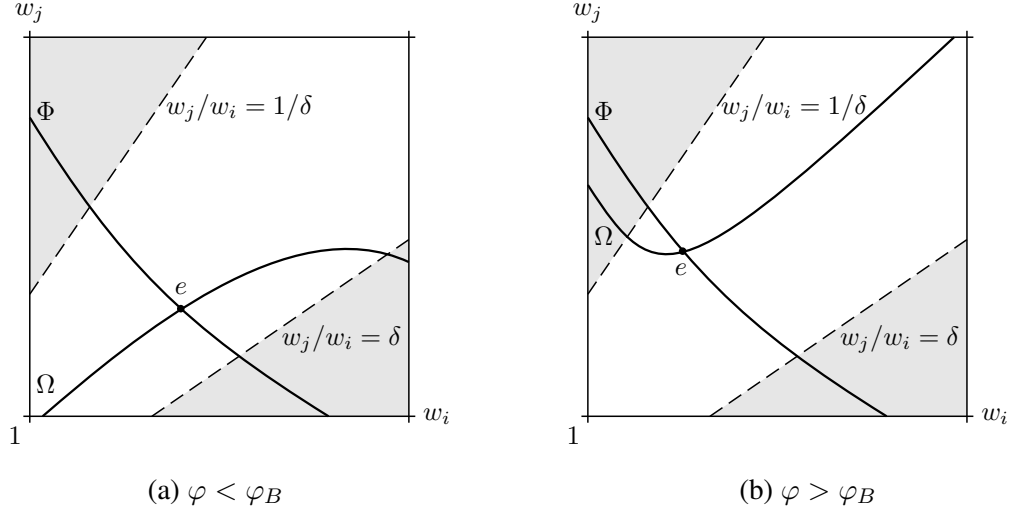 w_j
w_j
Φ
w_j/w_i = 1/δ
Φ
w_j/w_i = 1/δ
Ω
e
e
w_j/w_i = δ
w_j/w_i = δ
Ω
w_i
w_i
1
1
(a) φ < φ_B
(b) φ > φ_B